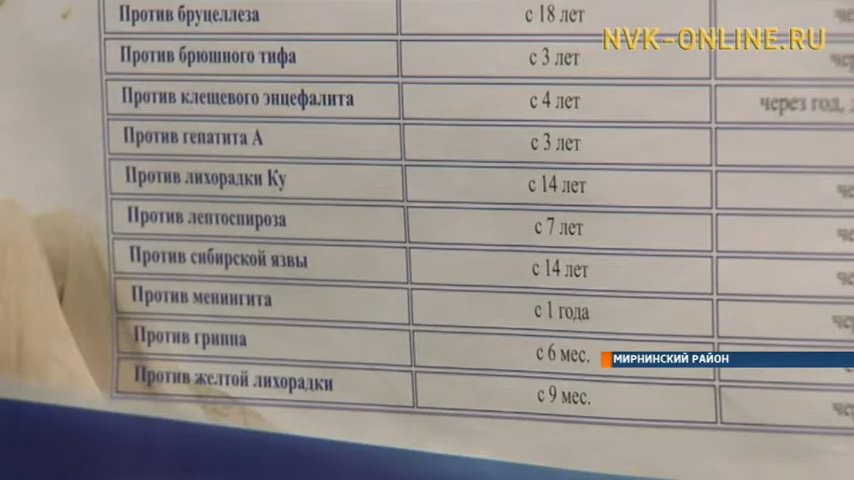 Против бруцеллеза с 18 лет
NVK-ONLINE.RU
Против брюшного тифа с 3 лет
Против клещевого энцефалита с 4 лет через год,
Против гепатита А с 3 лет
Против лихорадки Ку с 14 лет
Против лептоспироза с 7 лет
Против сибирской язвы с 14 лет
Против менингита с 1 года
Против гриппа с 6 мес.
МИРНИНСКИЙ РАЙОН
Против желтой лихорадки с 9 мес.